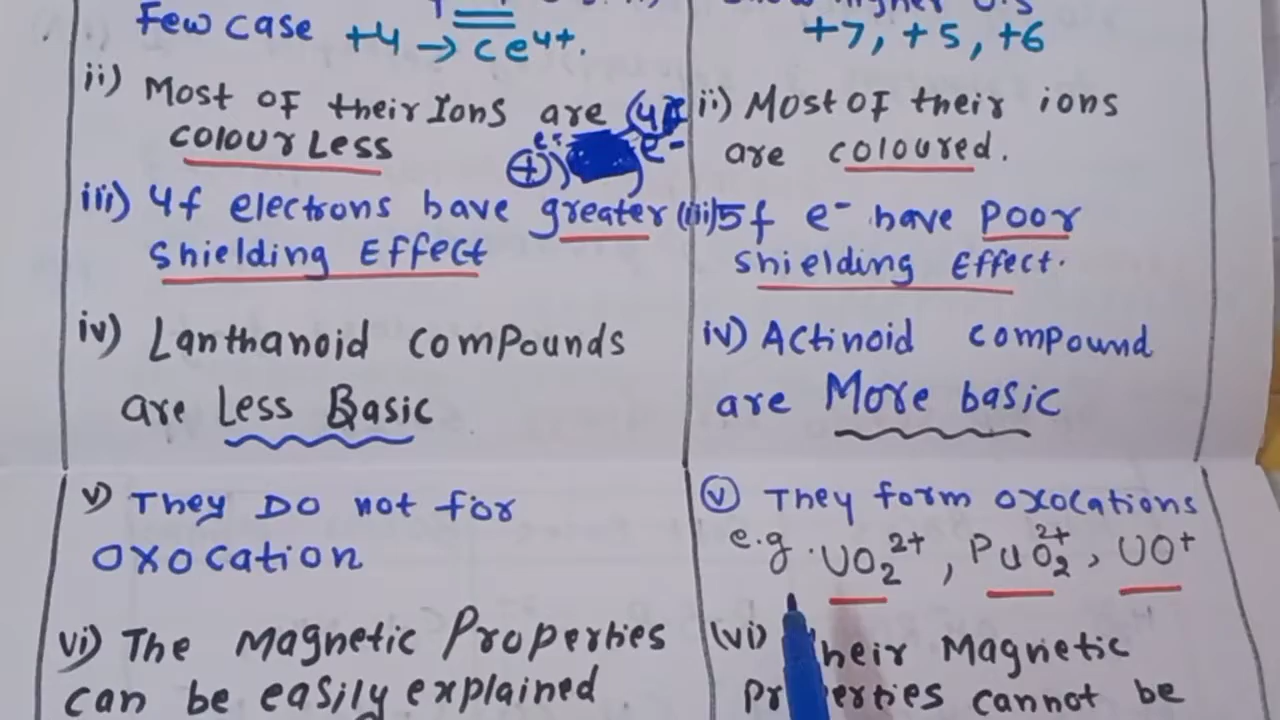 Few case +4 → Ce4+.
ii) Most of their Ions are
colour Less
iii) 4f electrons have greater
shielding Effect
iv) Lanthanoid compounds
are Less Basic
v) They Do not for
oxocation
vi) The Magnetic Properties
can be easily explained
+7, +5, +6
ii) Most of their ions
are coloured.
(iii) 5f e- have Poor
shielding Effect.
iv) Actinoid compound
are More basic
v) They form oxocations
e.g. UO2 2+, PuO2 2+, UO+
(vi) heir Magnetic
Pr erties cannot be